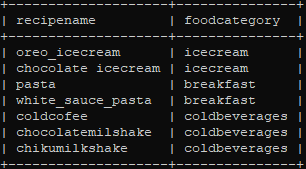 recipename | foodcategory
oreo_icecream | icecream
chocolate icecream | icecream
pasta | breakfast
white_sauce_pasta | breakfast
coldcofee | coldbeverages
chocolatemilshake | coldbeverages
chikumilkshake | coldbeverages